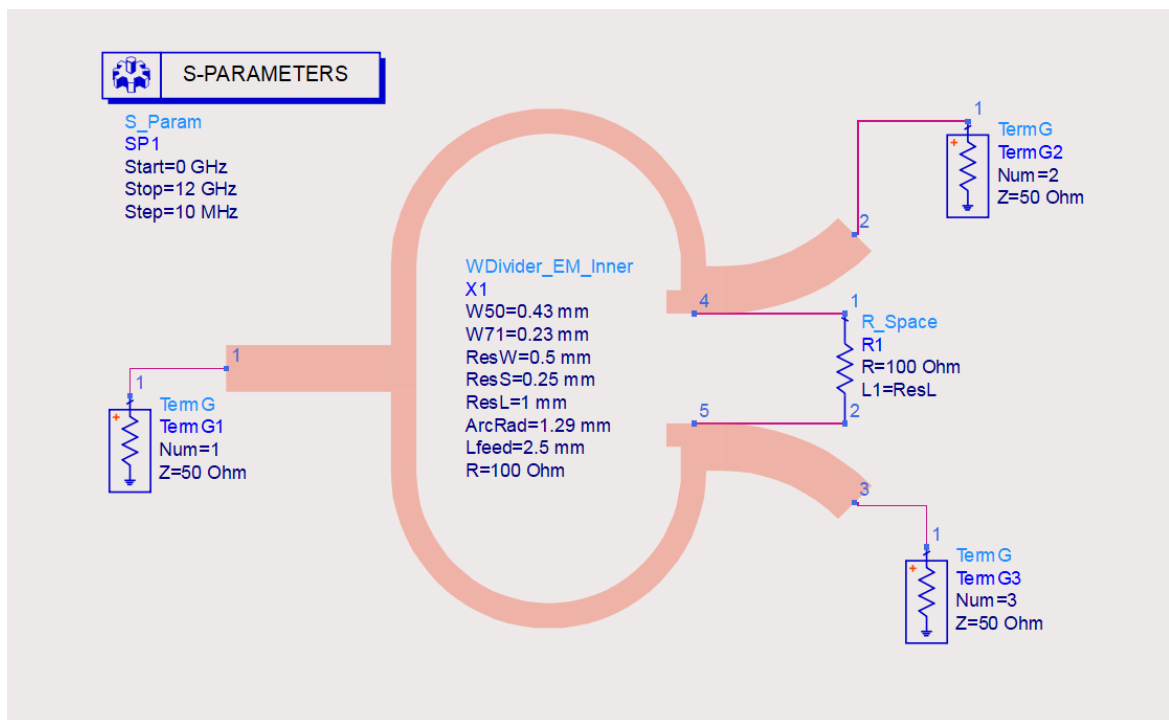 S-PARAMETERS
S_Param
SP1
Start=0 GHz
Stop=12 GHz
Step=10 MHz
1
TermG
TermG2
Num=2
Z=50 Ohm
2
WDivider_EM_Inner
X1
W50=0.43 mm
W71=0.23 mm
ResW=0.5 mm
ResS=0.25 mm
ResL=1 mm
ArcRad=1.29 mm
Lfeed=2.5 mm
R=100 Ohm
4
1
R_Space
R1
R=100 Ohm
L1=ResL
2
5
1
1
TermG
TermG1
Num=1
Z=50 Ohm
3
1
TermG
TermG3
Num=3
Z=50 Ohm